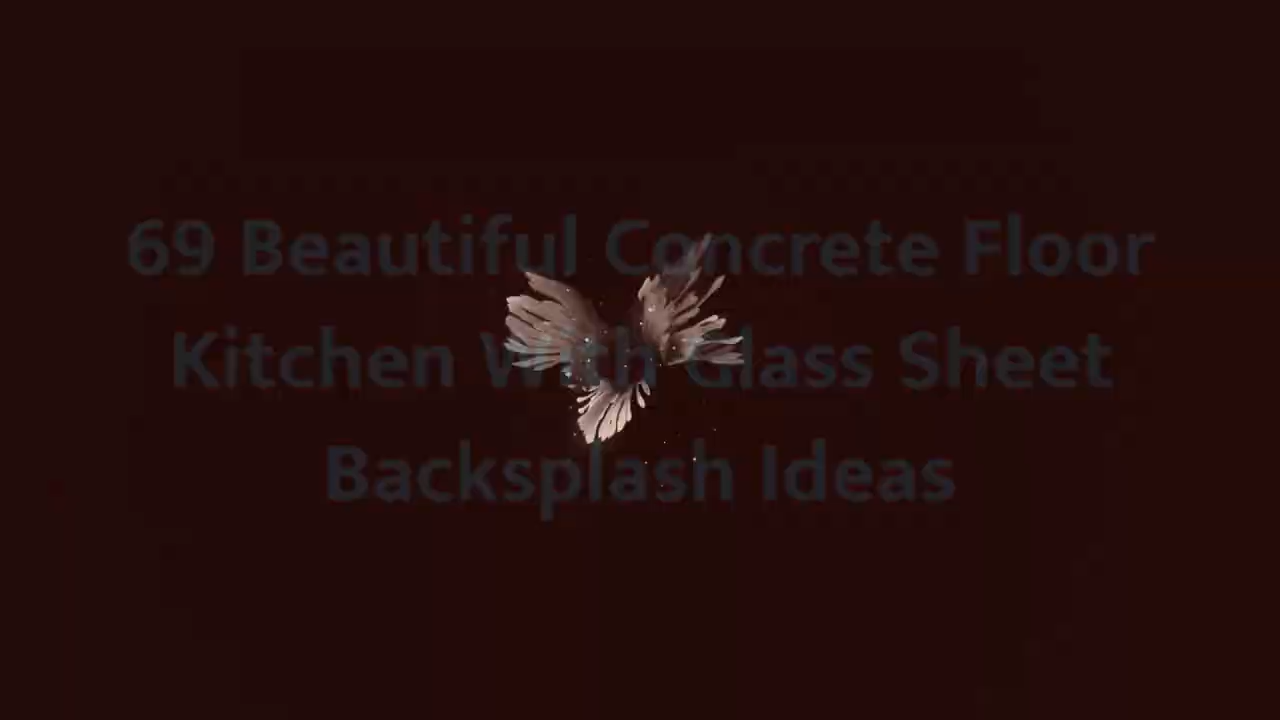 69 Beautiful Concrete Floor
Kitchen With Glass Sheet
Backsplash Ideas